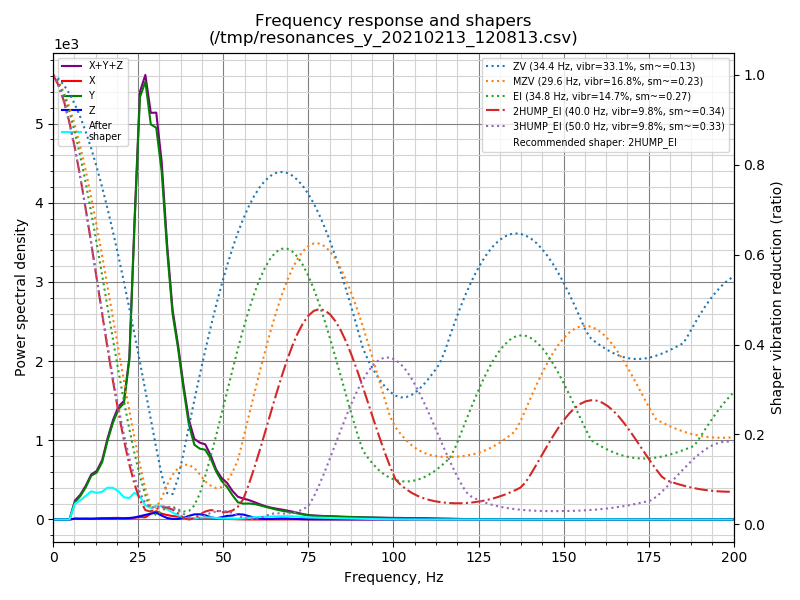 Frequency response and shapers
(/tmp/resonances_y_20210213_120813.csv)
1e3
X+Y+Z
X
Y
Z
After
shaper
ZV (34.4 Hz, vibr=33.1%, sm~=0.13)
MZV (29.6 Hz, vibr=16.8%, sm~=0.23)
EI (34.8 Hz, vibr=14.7%, sm~=0.27)
2HUMP_EI (40.0 Hz, vibr=9.8%, sm~=0.34)
3HUMP_EI (50.0 Hz, vibr=9.8%, sm~=0.33)
Recommended shaper: 2HUMP_EI
Power spectral density
5
4
3
2
1
0
1.0
0.8
0.6
0.4
0.2
0.0
Shaper vibration reduction (ratio)
0 25 50 75 100 125 150 175 200
Frequency, Hz